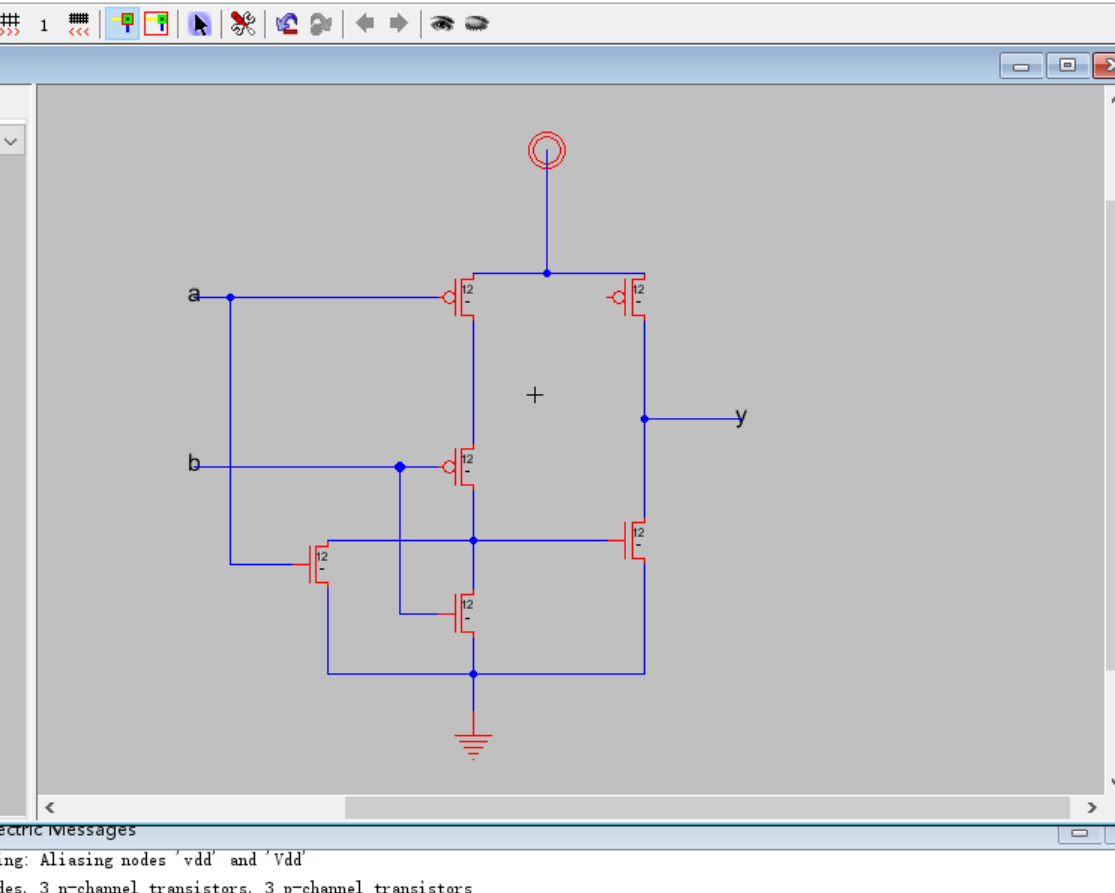 1
a
12
12
b
12
y
12
12
12
ectric Messages
ing: Aliasing nodes 'vdd' and 'Vdd'
des, 3 n-channel transistors, 3 p-channel transistors